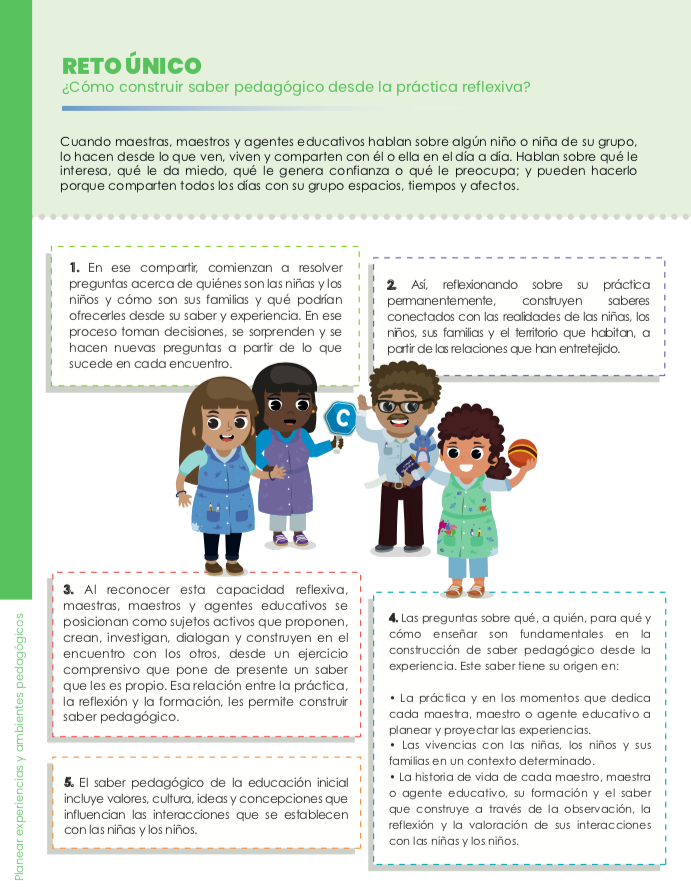 RETO ÚNICO
¿Cómo construir saber pedagógico desde la práctica reflexiva?
Cuando maestras, maestros y agentes educativos hablan sobre algún niño o niña de su grupo,
lo hacen desde lo que ven, viven y comparten con él o ella en el día a día. Hablan sobre qué le
interesa, qué le da miedo, qué le genera confianza o qué le preocupa; y pueden hacerlo
porque comparten todos los días con su grupo espacios, tiempos y afectos.
1. En ese compartir, comienzan a resolver
preguntas acerca de quiénes son las niñas y los
niños y cómo son sus familias y qué podrían
ofrecerles desde su saber y experiencia. En ese
proceso toman decisiones, se sorprenden y se
hacen nuevas preguntas a partir de lo que
sucede en cada encuentro.
2. Así, reflexionando sobre su práctica
permanentemente, construyen saberes
conectados con las realidades de las niñas, los
niños, sus familias y el territorio que habitan, a
partir de las relaciones que han entretejido.
C
3. Al reconocer esta capacidad reflexiva,
maestras, maestros y agentes educativos se
posicionan como sujetos activos que proponen,
crean, investigan, dialogan y construyen en el
encuentro con los otros, desde un ejercicio
comprensivo que pone de presente un saber
que les es propio. Esa relación entre la práctica,
la reflexión y la formación, les permite construir
saber pedagógico.
4. Las preguntas sobre qué, a quién, para qué y
cómo enseñar son fundamentales en la
construcción de saber pedagógico desde la
experiencia. Este saber tiene su origen en:
• La práctica y en los momentos que dedica
cada maestra, maestro o agente educativo a
planear y proyectar las experiencias.
• Las vivencias con las niñas, los niños y sus
familias en un contexto determinado.
• La historia de vida de cada maestro, maestra
o agente educativo, su formación y el saber
que construye a través de la observación, la
reflexión y la valoración de sus interacciones
con las niñas y los niños.
5. El saber pedagógico de la educación inicial
incluye valores, cultura, ideas y concepciones que
influencian las interacciones que se establecen
con las niñas y los niños.
Planear experiencias y ambientes pedagógicos